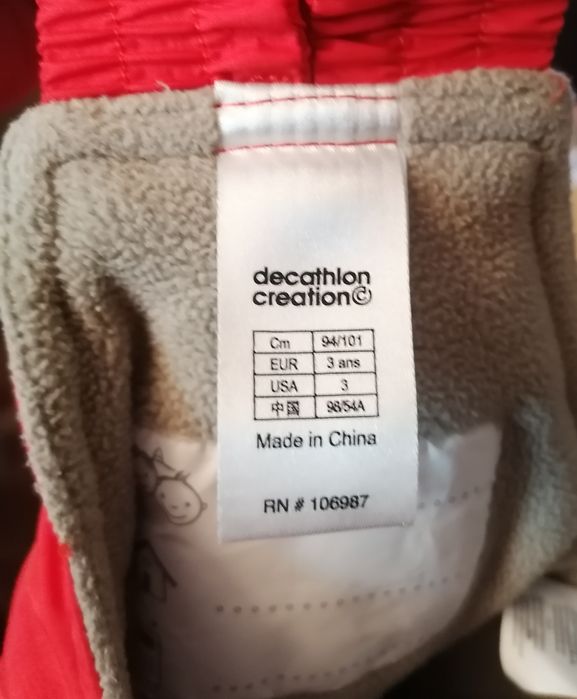 decathlon
creation©
Cm 94/101
EUR 3 ans
USA 3
中国 98/54A
Made in China
RN # 106987